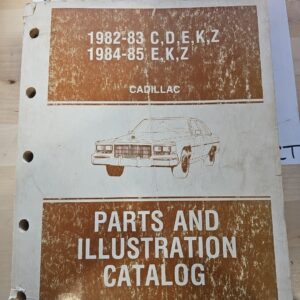 1982-83 C,D,E,K,Z
1984-85 E,K,Z
CADILLAC
PARTS AND
ILLUSTRATION
CATALOG